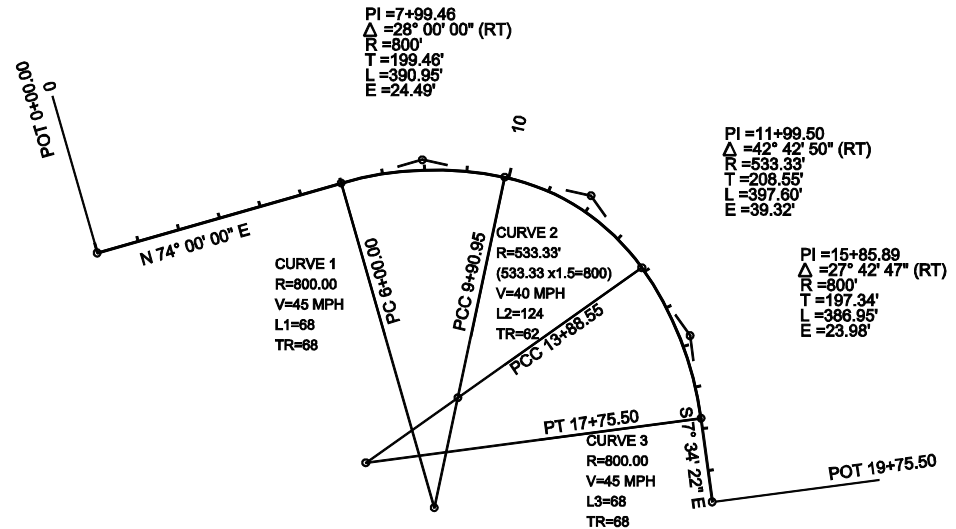 PI =7+99.46
Δ =28° 00' 00" (RT)
R =800'
T =199.46'
L =390.95'
E =24.49'
POT 0+00.00
0
10
PI =11+99.50
Δ =42° 42' 50" (RT)
R =533.33'
T =208.55'
L =397.60'
E =39.32'
N 74° 00' 00" E
CURVE 1
R=800.00
V=45 MPH
L1=68
TR=68
PC 6+00.00
PCC 9+90.95
CURVE 2
R=533.33'
(533.33 x1.5=800)
V=40 MPH
L2=124
TR=62
PCC 13+88.55
PI =15+85.89
Δ =27° 42' 47" (RT)
R =800'
T =197.34'
L =386.95'
E =23.98'
PT 17+75.50
CURVE 3
R=800.00
V=45 MPH
L3=68
TR=68
S 7° 34' 22" E
POT 19+75.50